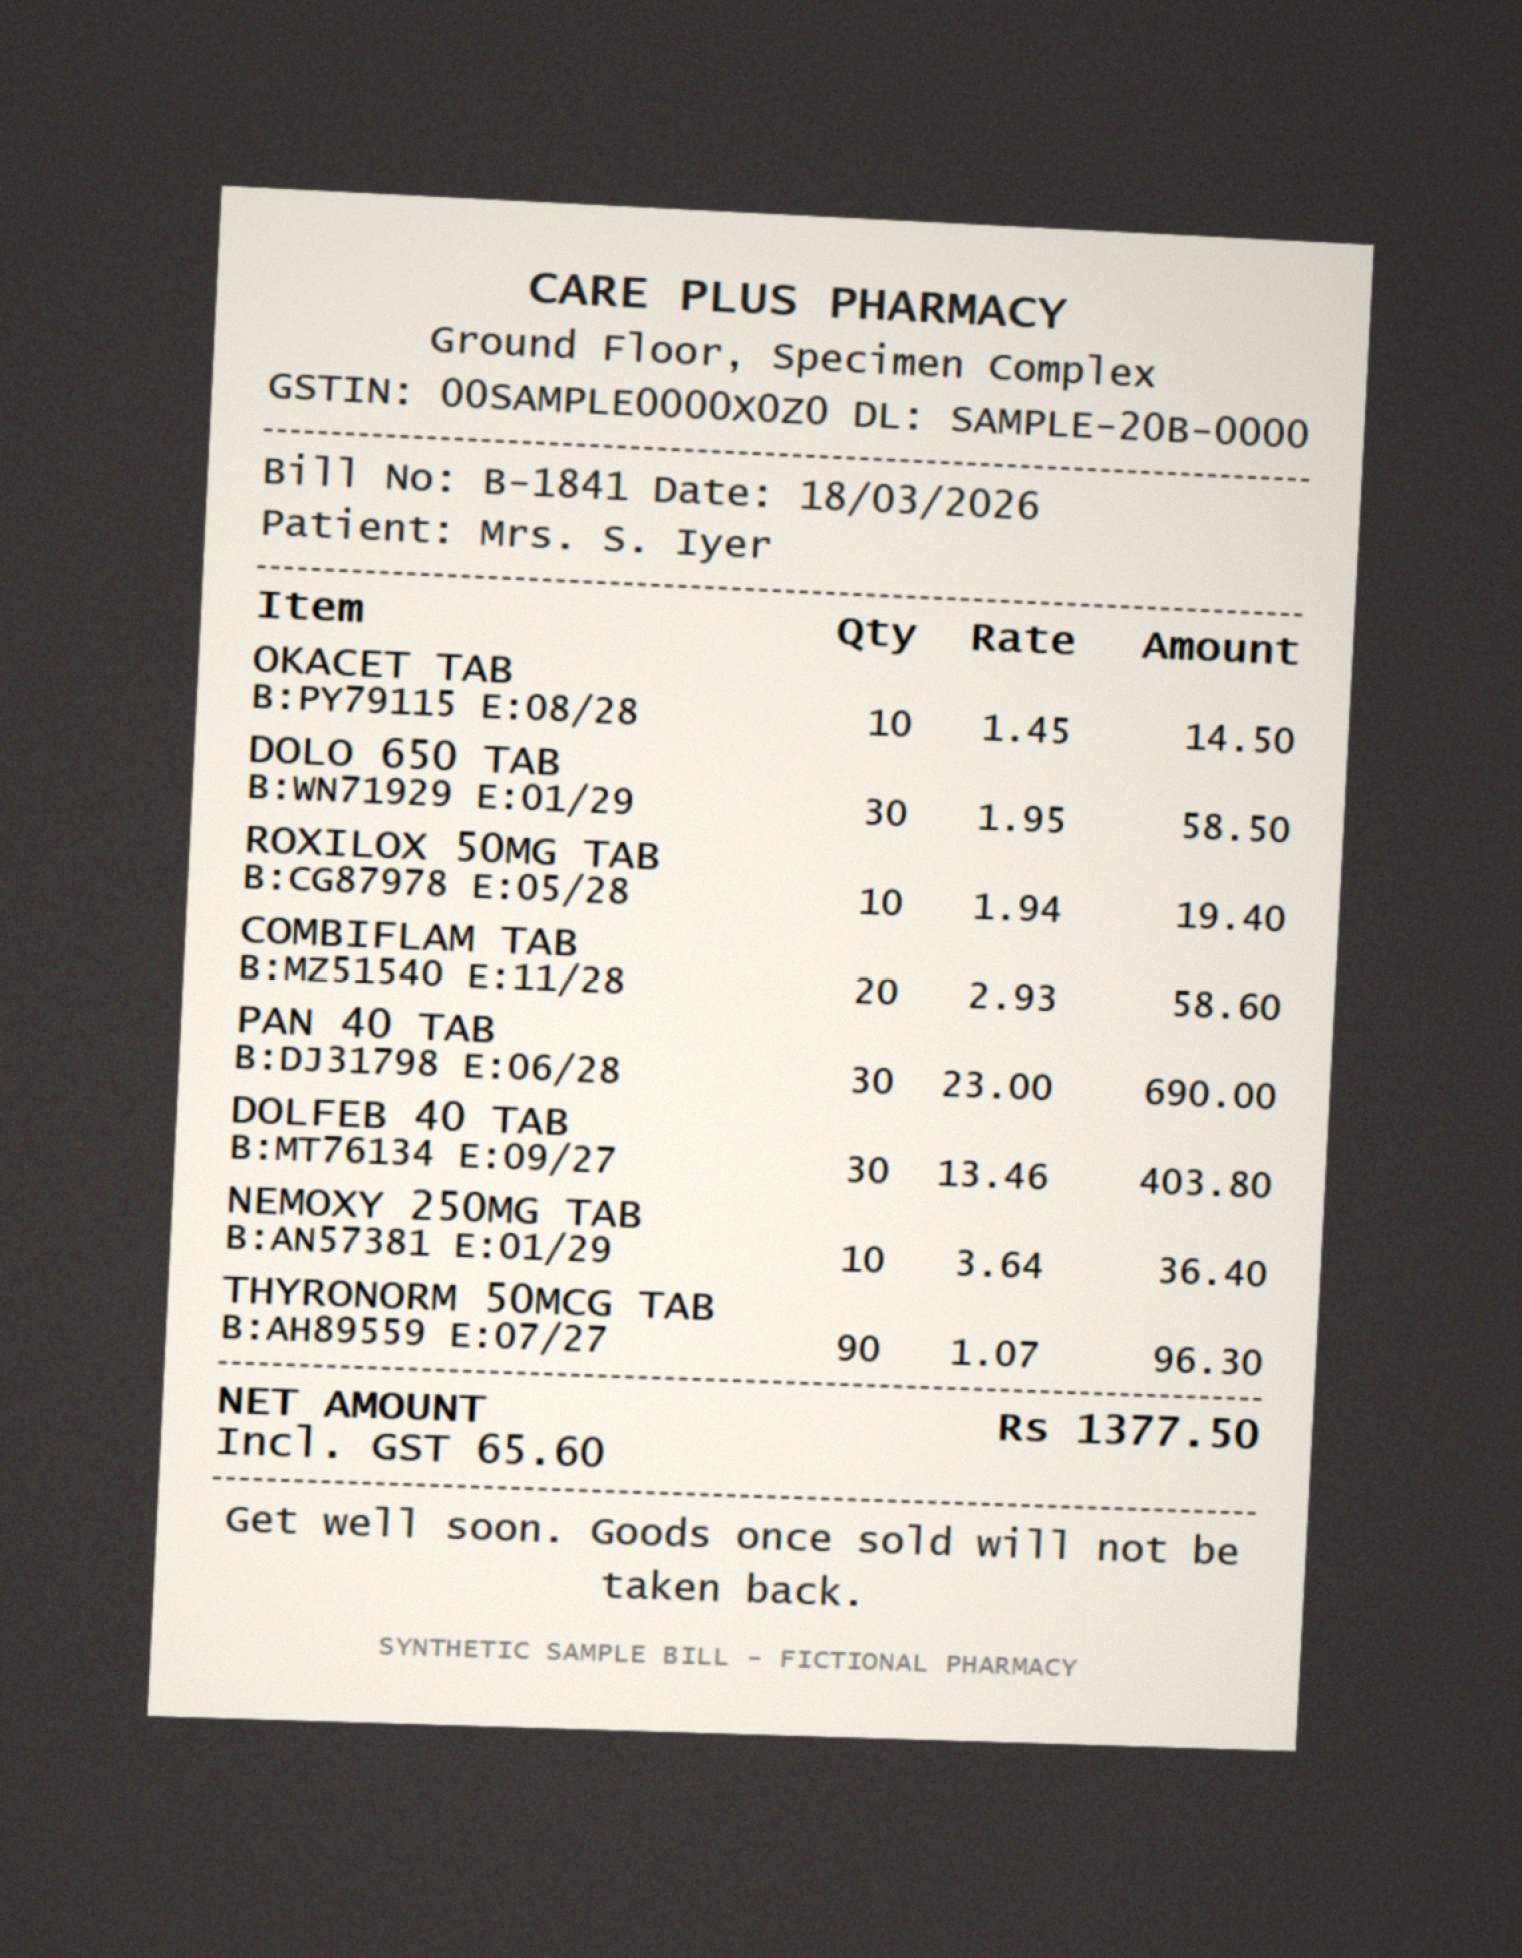 CARE PLUS PHARMACY
Ground Floor, Specimen Complex
GSTIN: 00SAMPLE0000X0Z0 DL: SAMPLE-20B-0000
Bill No: B-1841 Date: 18/03/2026
Patient: Mrs. S. Iyer
Item Qty Rate Amount
OKACET TAB
B:PY79115 E:08/28 10 1.45 14.50
DOLO 650 TAB
B:WN71929 E:01/29 30 1.95 58.50
ROXILOX 50MG TAB
B:CG87978 E:05/28 10 1.94 19.40
COMBIFLAM TAB
B:MZ51540 E:11/28 20 2.93 58.60
PAN 40 TAB
B:DJ31798 E:06/28 30 23.00 690.00
DOLFEB 40 TAB
B:MT76134 E:09/27 30 13.46 403.80
NEMOXY 250MG TAB
B:AN57381 E:01/29 10 3.64 36.40
THYRONORM 50MCG TAB
B:AH89559 E:07/27 90 1.07 96.30
NET AMOUNT Rs 1377.50
Incl. GST 65.60
Get well soon. Goods once sold will not be
taken back.
SYNTHETIC SAMPLE BILL - FICTIONAL PHARMACY